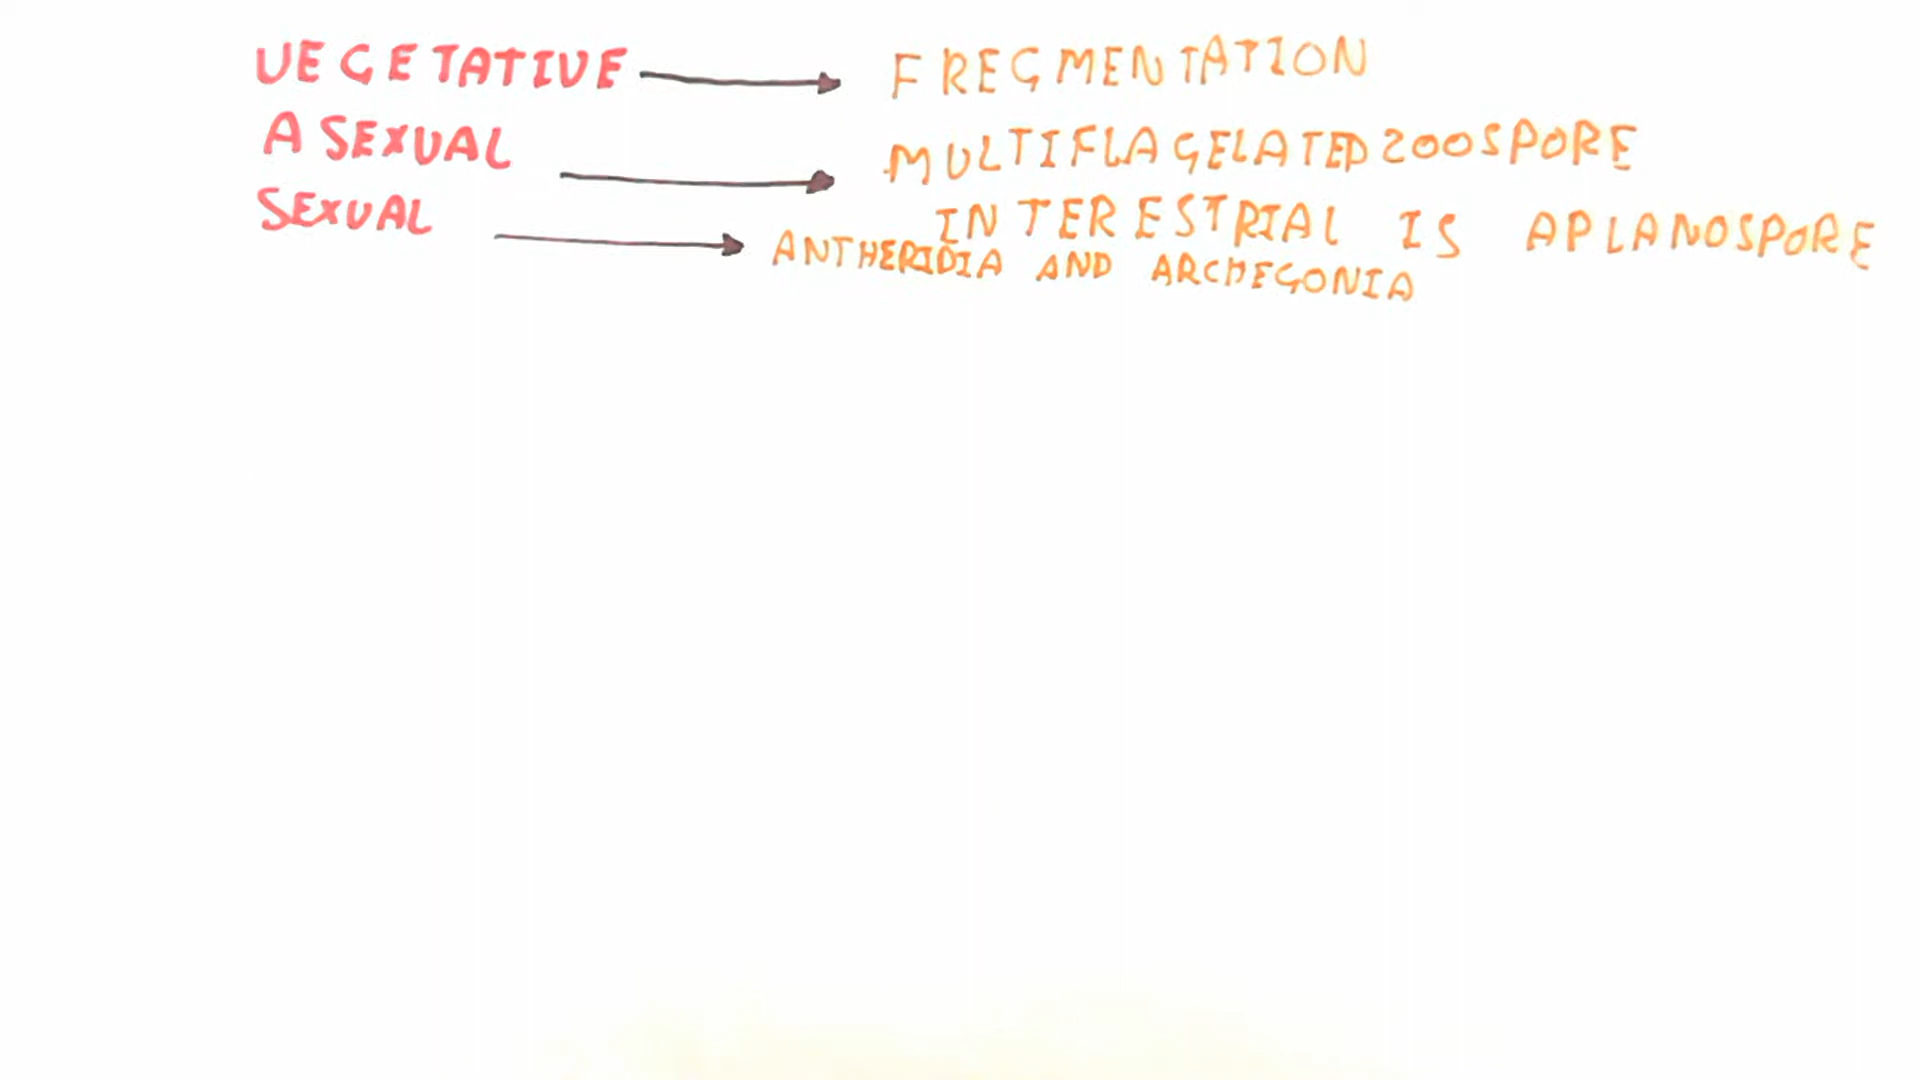 VEGETATIVE → FREGMENTATION
ASEXUAL → MULTIFLAGELATED ZOOSPORE
INTERESTRIAL IS APLANOSPORE
SEXUAL → ANTHERIDIA AND ARCHEGONIA